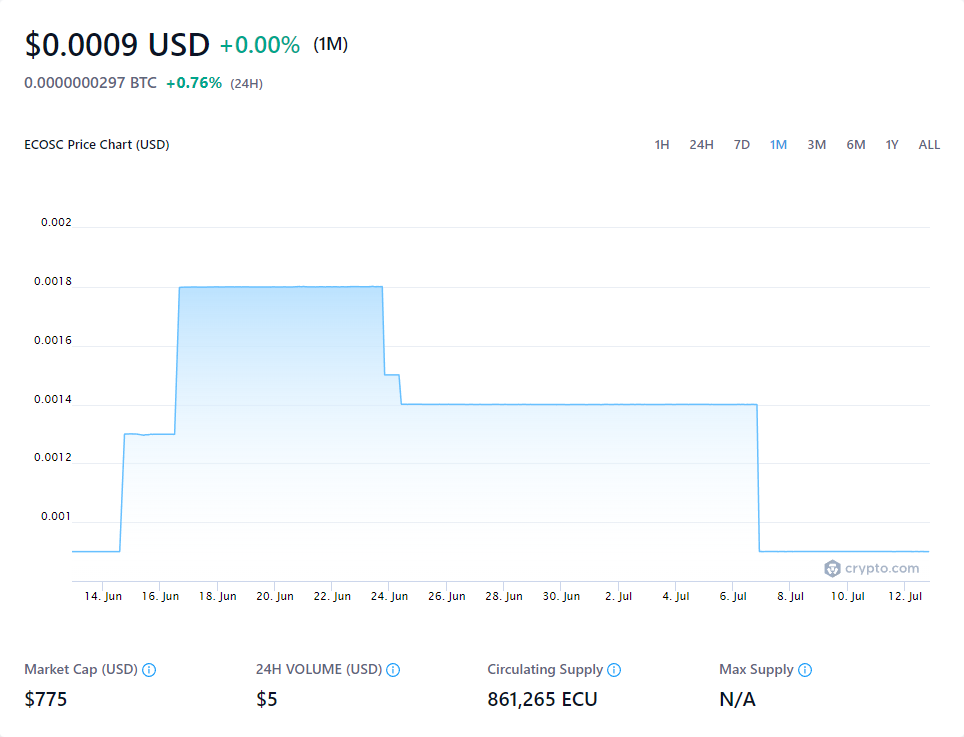 $0.0009 USD +0.00% (1M)
0.0000000297 BTC +0.76% (24H)
ECOSC Price Chart (USD) 1H 24H 7D 1M 3M 6M 1Y ALL
0.002
0.0018
0.0016
0.0014
0.0012
0.001
crypto.com
14. Jun 16. Jun 18. Jun 20. Jun 22. Jun 24. Jun 26. Jun 28. Jun 30. Jun 2. Jul 4. Jul 6. Jul 8. Jul 10. Jul 12. Jul
Market Cap (USD) 24H VOLUME (USD) Circulating Supply Max Supply
$775 $5 861,265 ECU N/A